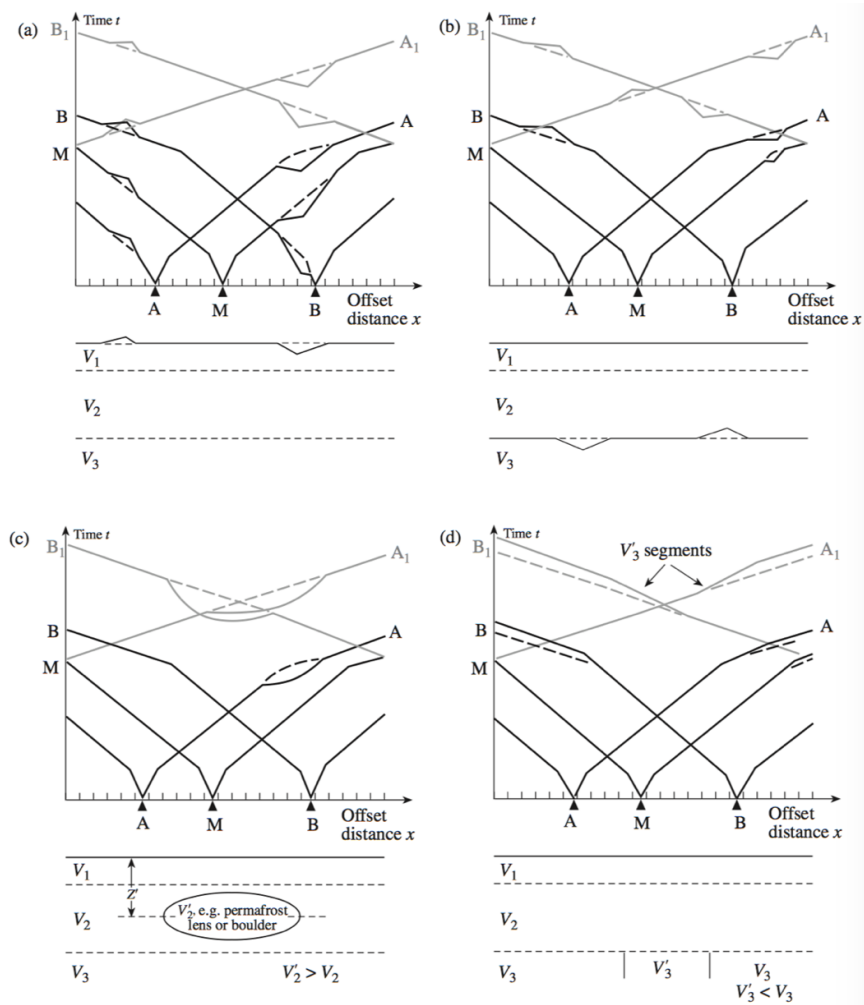 (a)
Time t
B1
A1
B
A
M
A M B
Offset
distance x
V1
V2
V3
(b)
Time t
B1
A1
B
A
M
A M B
Offset
distance x
V1
V2
V3
(c)
Time t
B1
A1
B
A
M
A M B
Offset
distance x
V1
Z′
V2
V′2, e.g. permafrost
lens or boulder
V3
V′2 > V2
(d)
Time t
B1
V′3 segments
A1
B
A
M
A M B
Offset
distance x
V1
V2
V3 V′3 V3
V′3 < V3